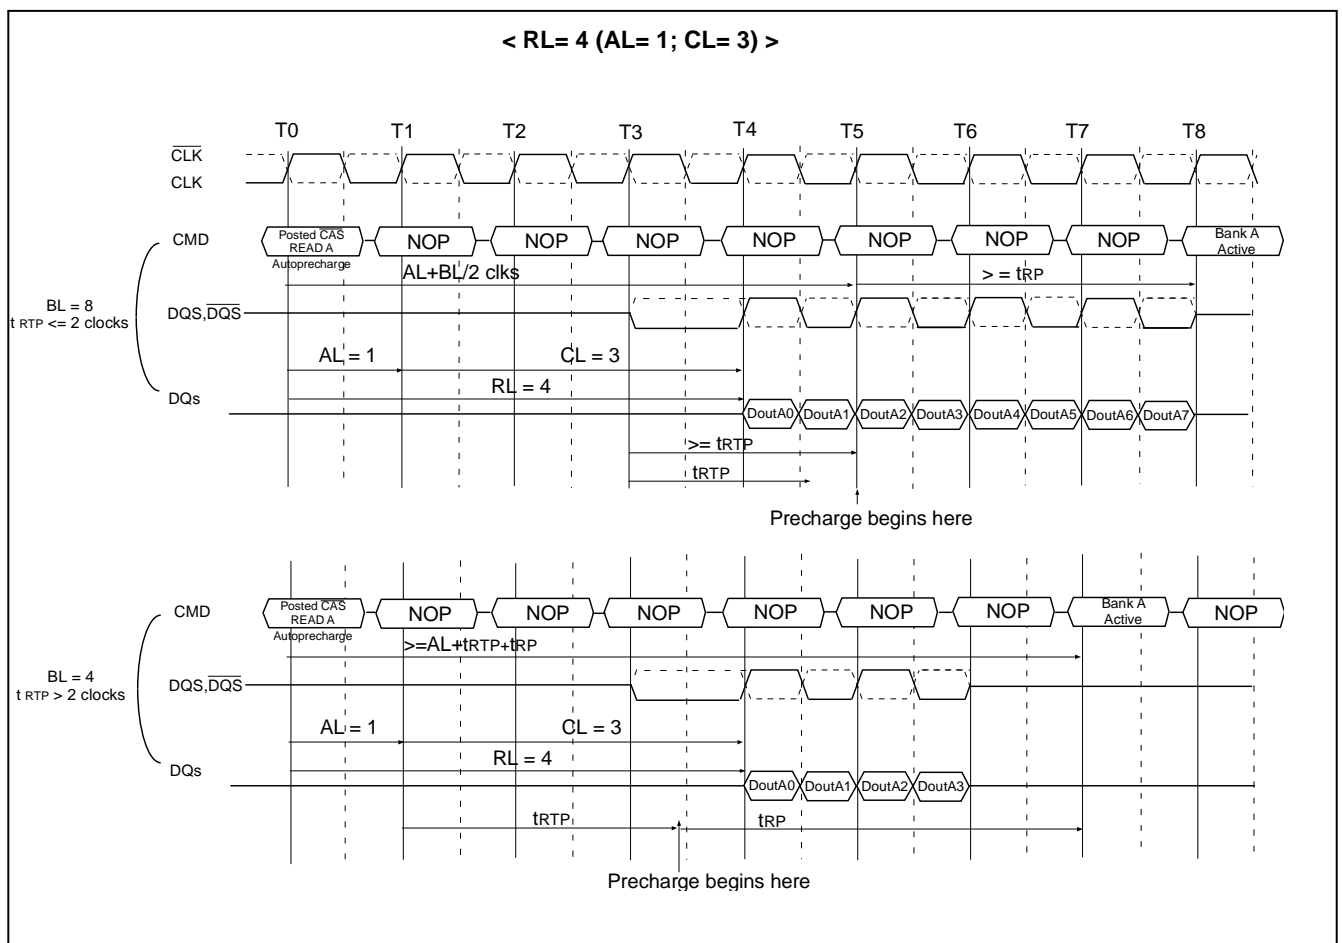 < RL= 4 (AL= 1; CL= 3) >
T0 T1 T2 T3 T4 T5 T6 T7 T8
CLK
CLK
CMD
Posted CAS
READ A
Autoprecharge
NOP NOP NOP NOP NOP NOP NOP
Bank A
Active
AL+BL/2 clks
> = tRP
BL = 8
t RTP <= 2 clocks
DQS,DQS
AL = 1
CL = 3
RL = 4
DQs
DoutA0 DoutA1 DoutA2 DoutA3 DoutA4 DoutA5 DoutA6 DoutA7
>= tRTP
tRTP
Precharge begins here
CMD
Posted CAS
READ A
Autoprecharge
NOP NOP NOP NOP NOP NOP
Bank A
Active
NOP
>=AL+tRTP+tRP
BL = 4
t RTP > 2 clocks
DQS,DQS
AL = 1
CL = 3
RL = 4
DQs
DoutA0 DoutA1 DoutA2 DoutA3
tRTP
tRP
Precharge begins here